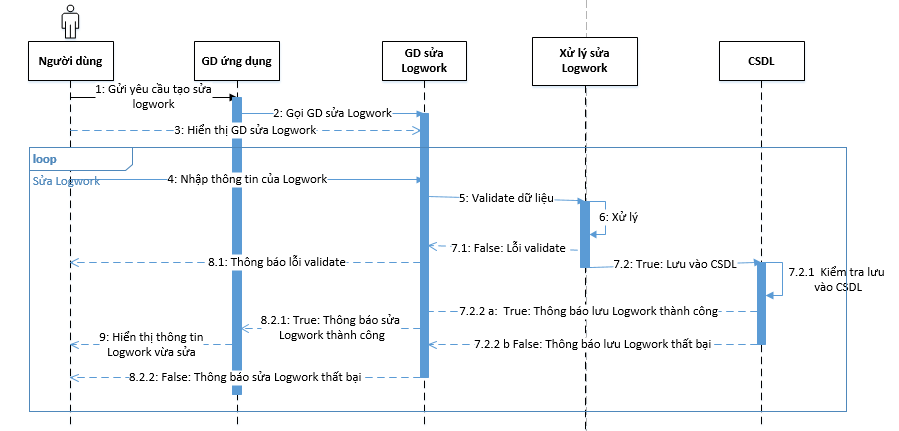 Người dùng
GD ứng dụng
GD sửa
Logwork
Xử lý sửa
Logwork
CSDL
1: Gửi yêu cầu tạo sửa
logwork
2: Gọi GD sửa Logwork
3: Hiển thị GD sửa Logwork
loop
Sửa Logwork
4: Nhập thông tin của Logwork
5: Validate dữ liệu
6: Xử lý
7.1: False: Lỗi validate
8.1: Thông báo lỗi validate
7.2: True: Lưu vào CSDL
7.2.1 Kiểm tra lưu
vào CSDL
7.2.2 a: True: Thông báo lưu Logwork thành công
8.2.1: True: Thông báo sửa
Logwork thành công
9: Hiển thị thông tin
Logwork vừa sửa
7.2.2 b False: Thông báo lưu Logwork thất bại
8.2.2: False: Thông báo sửa Logwork thất bại